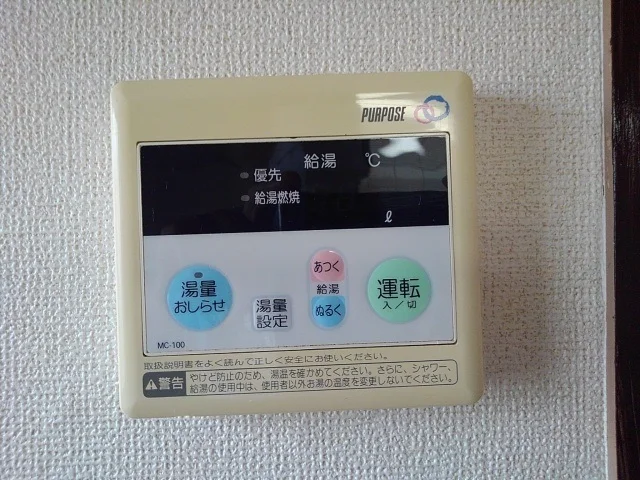 PURPOSE
給湯 ℃
優先
給湯燃焼
ℓ
湯量
おしらせ
湯量
設定
あつく
給湯
ぬるく
運転
入／切
MC-100
取扱説明書をよく読んで正しく安全にお使いください。
警告
やけど防止のため、湯温を確かめてください。さらに、シャワー、
給湯の使用中は、使用者以外お湯の温度を変更しないでください。